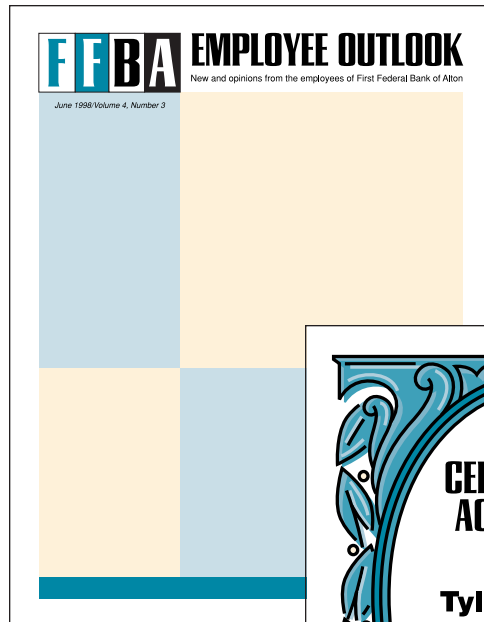 FFBA
EMPLOYEE OUTLOOK
New and opinions from the employees of First Federal Bank of Alton
June 1998/Volume 4, Number 3